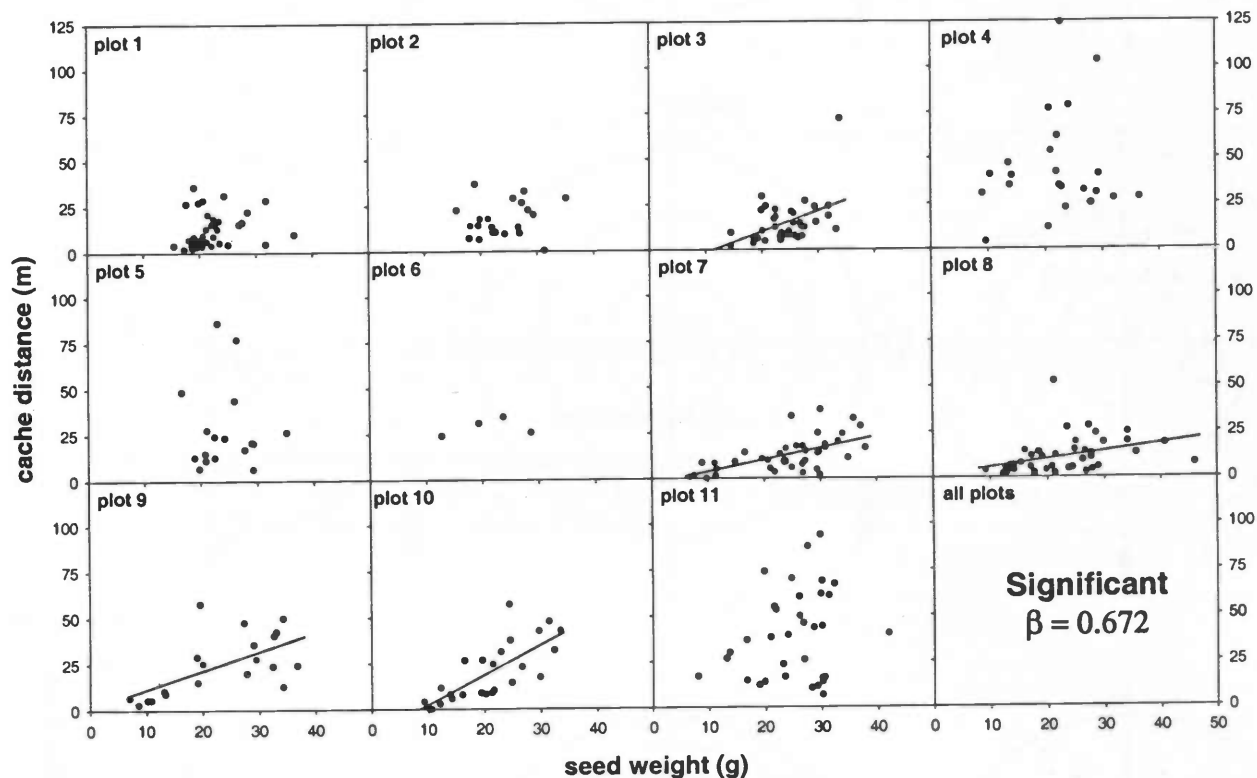 125
100
75
50
25
0
plot 1
plot 2
plot 3
plot 4
125
100
75
50
25
0
100
75
50
25
0
plot 5
plot 6
plot 7
plot 8
100
75
50
25
0
100
75
50
25
0
plot 9
plot 10
plot 11
all plots
Significant
β = 0.672
100
75
50
25
0
0 10 20 30 40
0 10 20 30 40
0 10 20 30 40
0 10 20 30 40 50
cache distance (m)
seed weight (g)